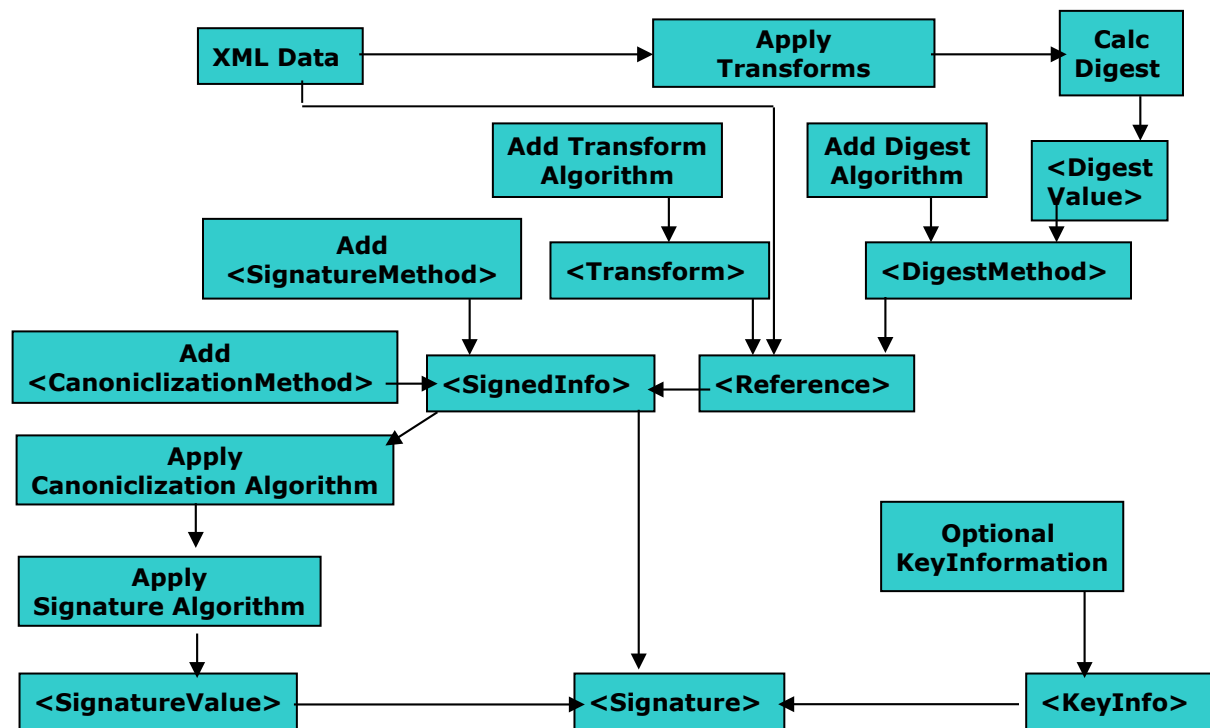 XML Data
Apply
Transforms
Calc
Digest
Add Transform
Algorithm
Add Digest
Algorithm
<Digest
Value>
Add
<SignatureMethod>
<Transform>
<DigestMethod>
Add
<CanoniclizationMethod>
<SignedInfo>
<Reference>
Apply
Canoniclization Algorithm
Optional
KeyInformation
Apply
Signature Algorithm
<SignatureValue>
<Signature>
<KeyInfo>